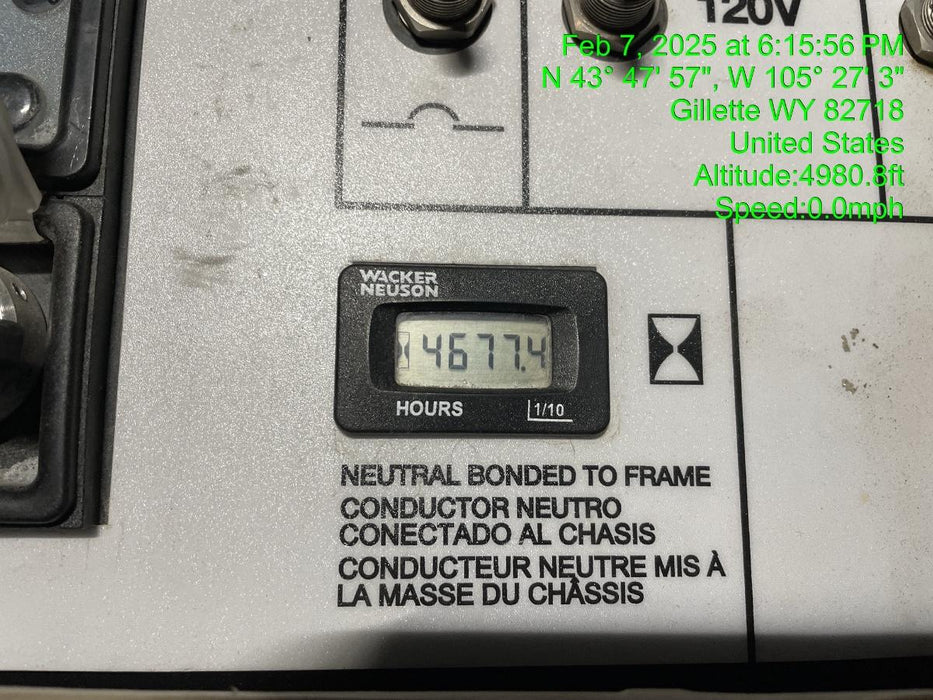 120V
Feb 7, 2025 at 6:15:56 PM
N 43° 47' 57", W 105° 27' 3"
Gillette WY 82718
United States
Altitude:4980.8ft
Speed:0.0mph
WACKER
NEUSON
4677.4
HOURS 1/10
NEUTRAL BONDED TO FRAME
CONDUCTOR NEUTRO
CONECTADO AL CHASIS
CONDUCTEUR NEUTRE MIS À
LA MASSE DU CHÂSSIS